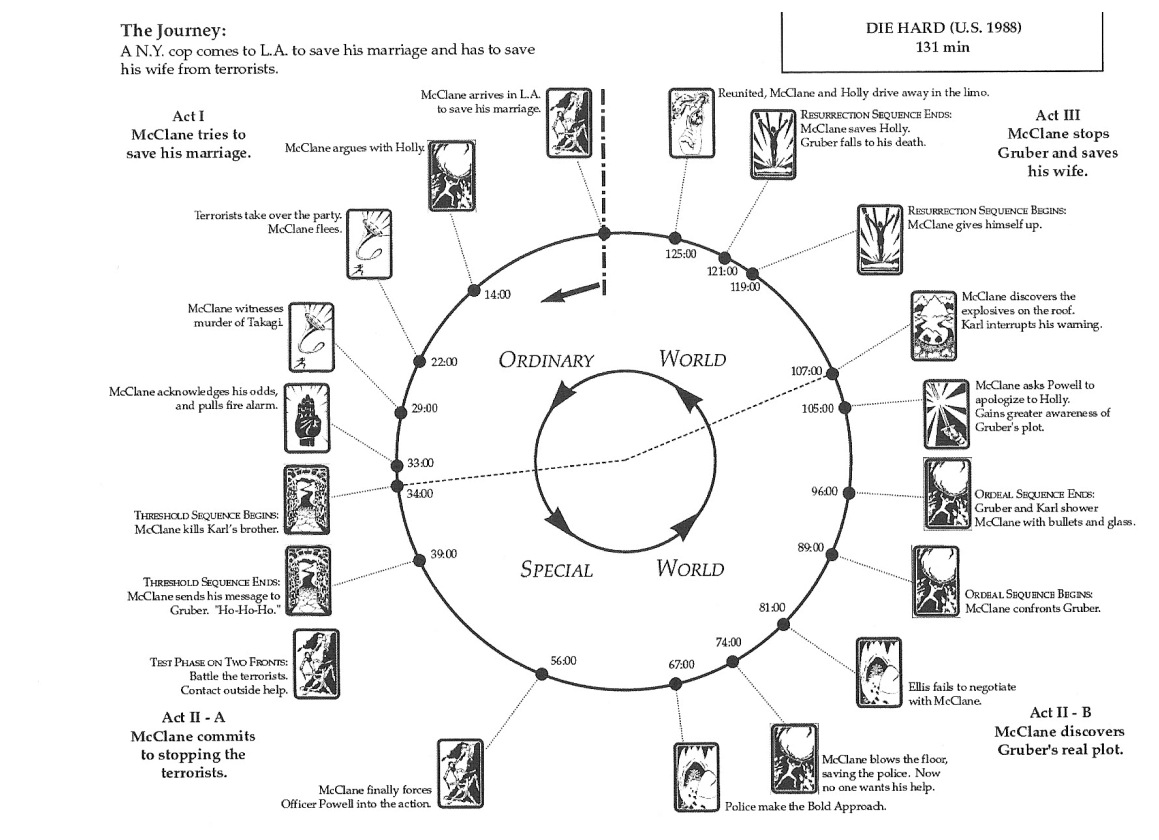 The Journey:
A N.Y. cop comes to L.A. to save his marriage and has to save
his wife from terrorists.
DIE HARD (U.S. 1988)
131 min
Act I
McClane tries to
save his marriage.
McClane arrives in L.A.
to save his marriage.
Reunited, McClane and Holly drive away in the limo.
RESURRECTION SEQUENCE ENDS:
McClane saves Holly.
Gruber falls to his death.
Act III
McClane stops
Gruber and saves
his wife.
McClane argues with Holly.
Terrorists take over the party.
McClane flees.
RESURRECTION SEQUENCE BEGINS:
McClane gives himself up.
125:00
121:00
119:00
14:00
McClane witnesses
murder of Takagi.
McClane discovers the
explosives on the roof.
Karl interrupts his warning.
22:00
ORDINARY WORLD
107:00
McClane acknowledges his odds,
and pulls fire alarm.
29:00
105:00
McClane asks Powell to
apologize to Holly.
Gains greater awareness of
Gruber's plot.
33:00
34:00
96:00
THRESHOLD SEQUENCE BEGINS:
McClane kills Karl's brother.
ORDEAL SEQUENCE ENDS:
Gruber and Karl shower
McClane with bullets and glass.
39:00
89:00
SPECIAL WORLD
THRESHOLD SEQUENCE ENDS:
McClane sends his message to
Gruber. "Ho-Ho-Ho."
ORDEAL SEQUENCE BEGINS:
McClane confronts Gruber.
81:00
74:00
67:00
56:00
TEST PHASE ON TWO FRONTS:
Battle the terrorists.
Contact outside help.
Ellis fails to negotiate
with McClane.
Act II - A
McClane commits
to stopping the
terrorists.
Act II - B
McClane discovers
Gruber's real plot.
McClane finally forces
Officer Powell into the action.
McClane blows the floor,
saving the police. Now
no one wants his help.
Police make the Bold Approach.